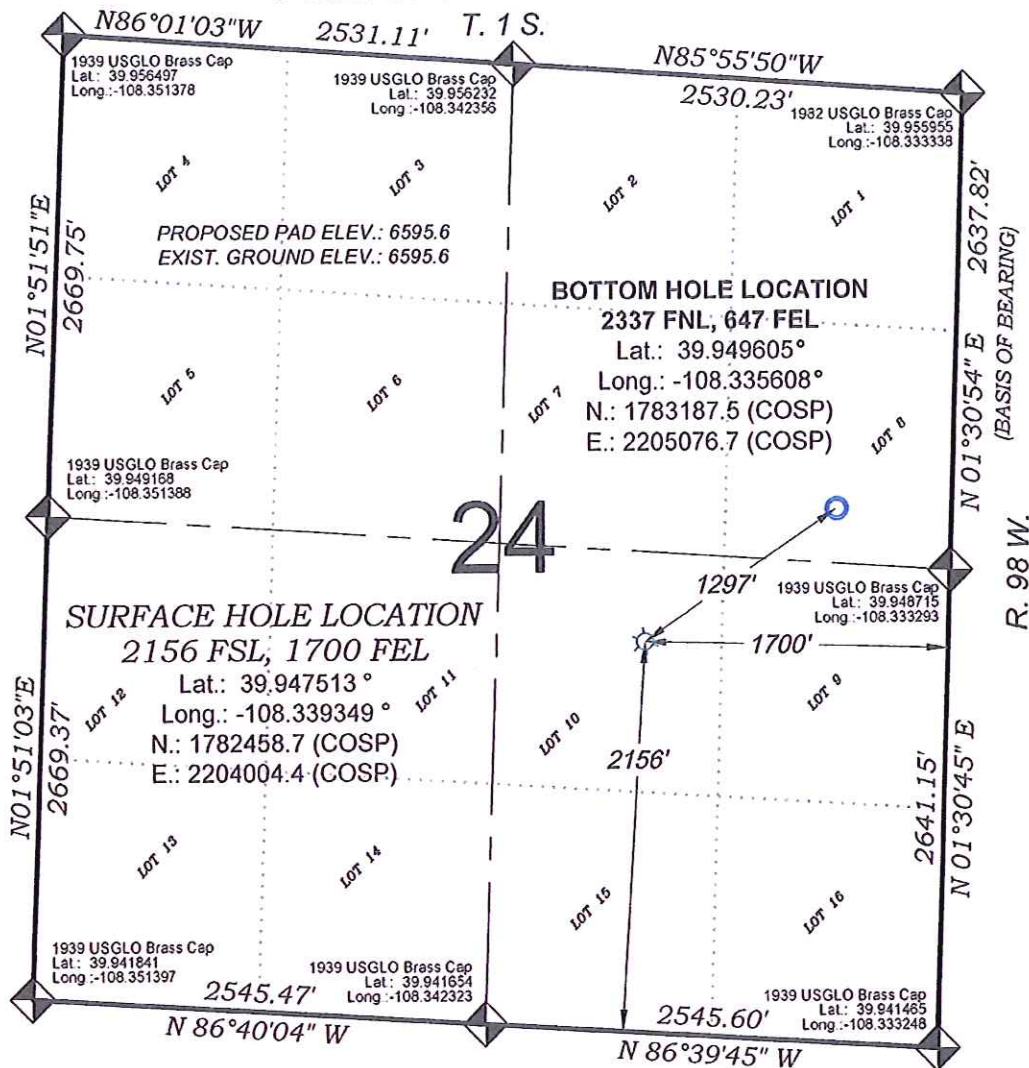 N86°01'03"W
2531.11'
T. 1 S.
N85°55'50"W
2530.23'
1939 USGLO Brass Cap
Lat.: 39.956497
Long.:-108.351378
1939 USGLO Brass Cap
Lat.: 39.956232
Long.:-108.342356
1982 USGLO Brass Cap
Lat.: 39.955955
Long.:-108.333338
LOT 4
LOT 3
LOT 2
LOT 1
N01°51'51"E
2669.75'
2637.82'
N 01°30'54" E
(BASIS OF BEARING)
PROPOSED PAD ELEV.: 6595.6
EXIST. GROUND ELEV.: 6595.6
BOTTOM HOLE LOCATION
2337 FNL, 647 FEL
Lat.: 39.949605°
Long.: -108.335608°
N.: 1783187.5 (COSP)
E.: 2205076.7 (COSP)
LOT 5
LOT 6
LOT 7
LOT 8
1939 USGLO Brass Cap
Lat.: 39.949168
Long :-108.351388
24
R. 98 W.
1297'
1939 USGLO Brass Cap
Lat.: 39.948715
Long.:-108.333293
1700'
SURFACE HOLE LOCATION
2156 FSL, 1700 FEL
Lat.: 39.947513 °
Long.: -108.339349 °
N.: 1782458.7 (COSP)
E.: 2204004.4 (COSP)
LOT 12
LOT 11
LOT 10
LOT 9
2156'
N01°51'03"E
2669.37'
2641.15'
N 01°30'45" E
LOT 13
LOT 14
LOT 15
LOT 16
1939 USGLO Brass Cap
Lat.: 39.941841
Long.:-108.351397
1939 USGLO Brass Cap
Lat.: 39.941654
Long.:-108.342323
1939 USGLO Brass Cap
Lat.: 39.941465
Long.:-108.333248
2545.47'
N 86°40'04" W
2545.60'
N 86°39'45" W